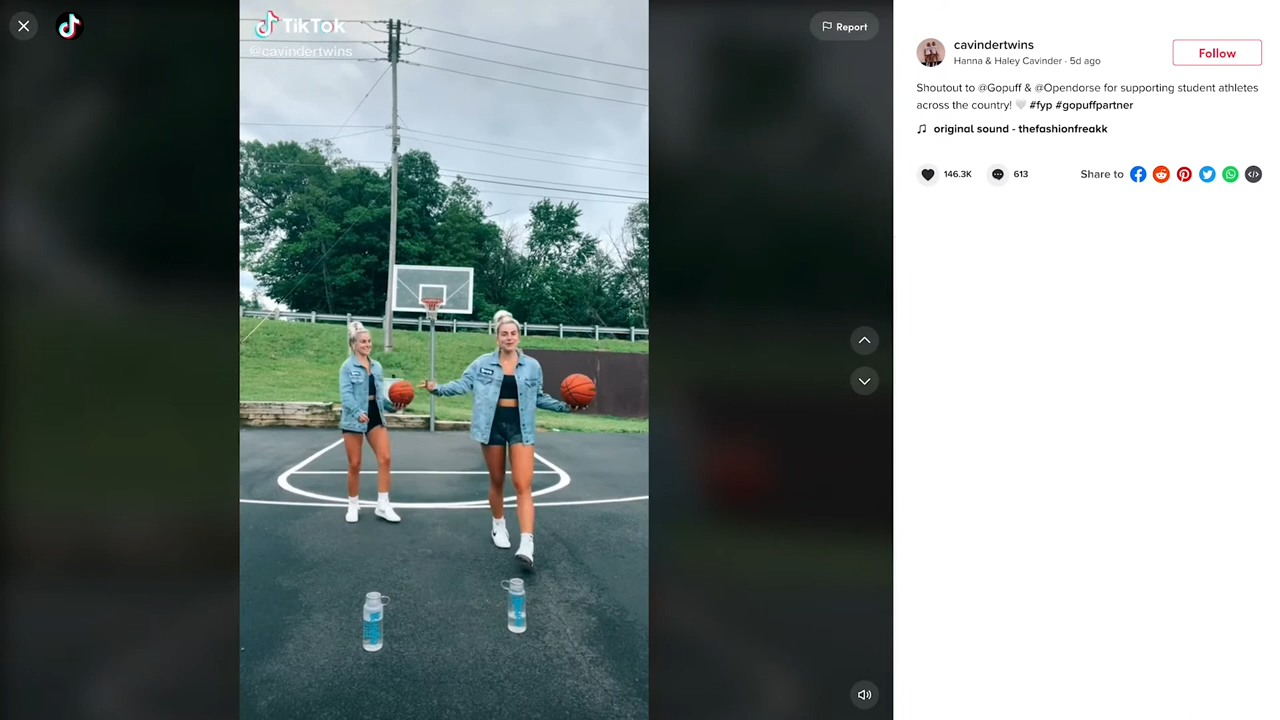 TikTok
@cavindertwins
Report
cavindertwins
Hanna & Haley Cavinder · 5d ago
Follow
Shoutout to @Gopuff & @Opendorse for supporting student athletes
across the country! 🤍 #fyp #gopuffpartner
original sound - thefashionfreakk
146.3K
613
Share to